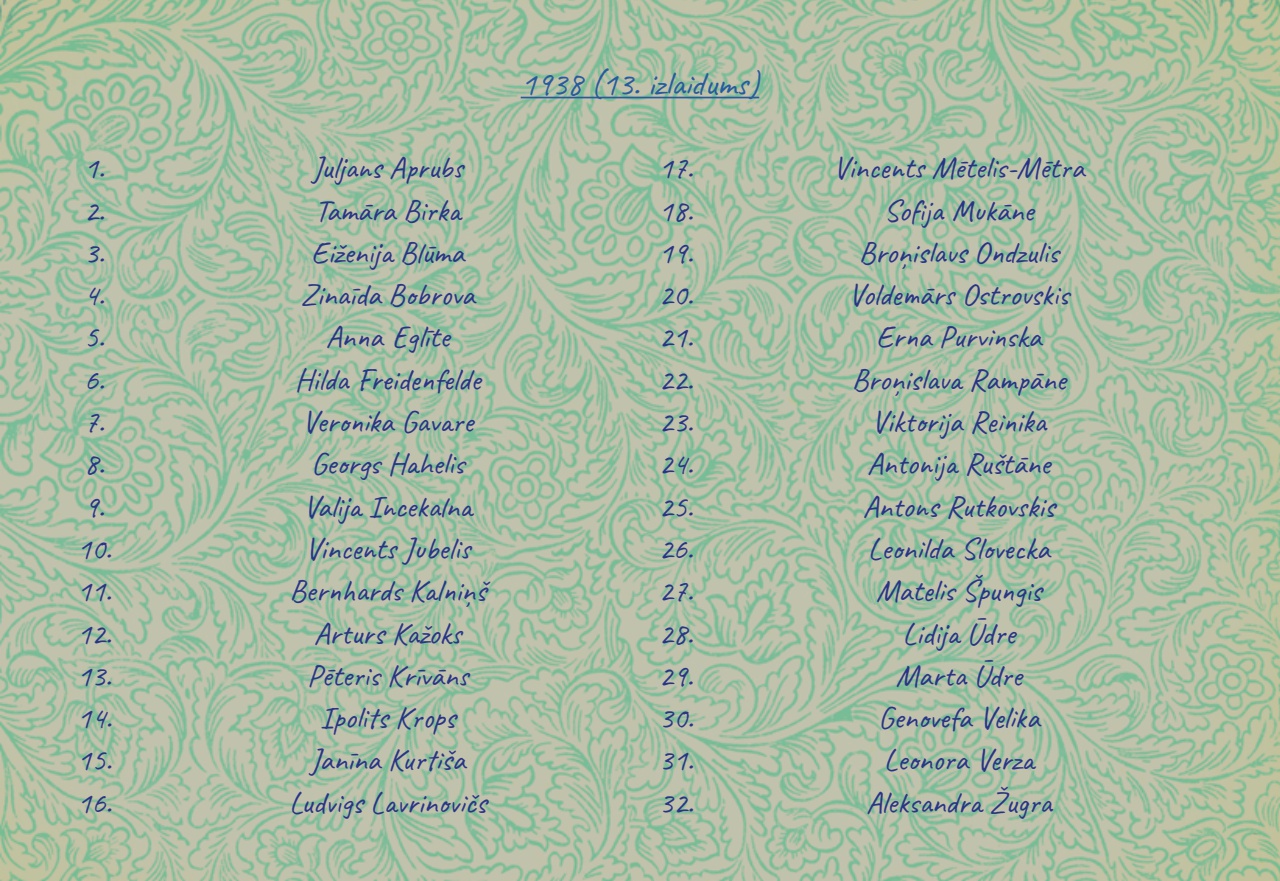 1938 (13. izlaidums)
1. Juljans Aprubs
2. Tamāra Birka
3. Eiženija Blūma
4. Zinaīda Bobrova
5. Anna Eglīte
6. Hilda Freidenfelde
7. Veronika Gavare
8. Georgs Hahelis
9. Valija Incekalna
10. Vincents Jubelis
11. Bernhards Kalniņš
12. Arturs Kažoks
13. Pēteris Krīvāns
14. Ipolits Krops
15. Janīna Kurtiša
16. Ludvigs Lavrinovičs
17. Vincents Mētelis-Mētra
18. Sofija Mukāne
19. Broņislavs Ondzulis
20. Voldemārs Ostrovskis
21. Erna Purvinska
22. Broņislava Rampāne
23. Viktorija Reinika
24. Antonija Ruštāne
25. Antons Rutkovskis
26. Leonilda Slovecka
27. Matelis Špungis
28. Lidija Ūdre
29. Marta Ūdre
30. Genovefa Velika
31. Leonora Verza
32. Aleksandra Žugra